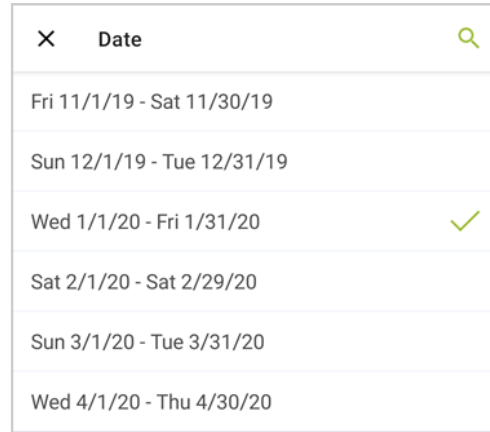 Date
Fri 11/1/19 - Sat 11/30/19
Sun 12/1/19 - Tue 12/31/19
Wed 1/1/20 - Fri 1/31/20
Sat 2/1/20 - Sat 2/29/20
Sun 3/1/20 - Tue 3/31/20
Wed 4/1/20 - Thu 4/30/20